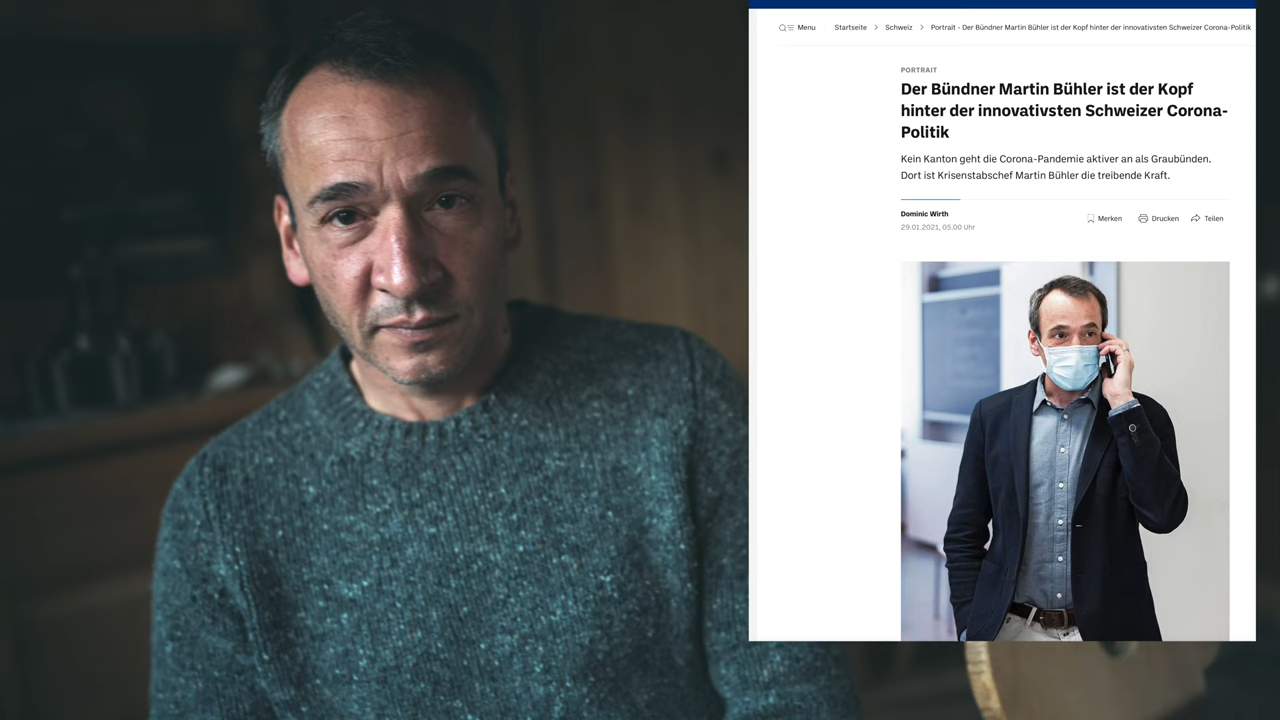 Menu Startseite Schweiz Portrait - Der Bündner Martin Bühler ist der Kopf hinter der innovativsten Schweizer Corona-Politik
PORTRAIT
Der Bündner Martin Bühler ist der Kopf
hinter der innovativsten Schweizer Corona-
Politik
Kein Kanton geht die Corona-Pandemie aktiver an als Graubünden.
Dort ist Krisenstabschef Martin Bühler die treibende Kraft.
Dominic Wirth
29.01.2021, 05.00 Uhr
Merken Drucken Teilen